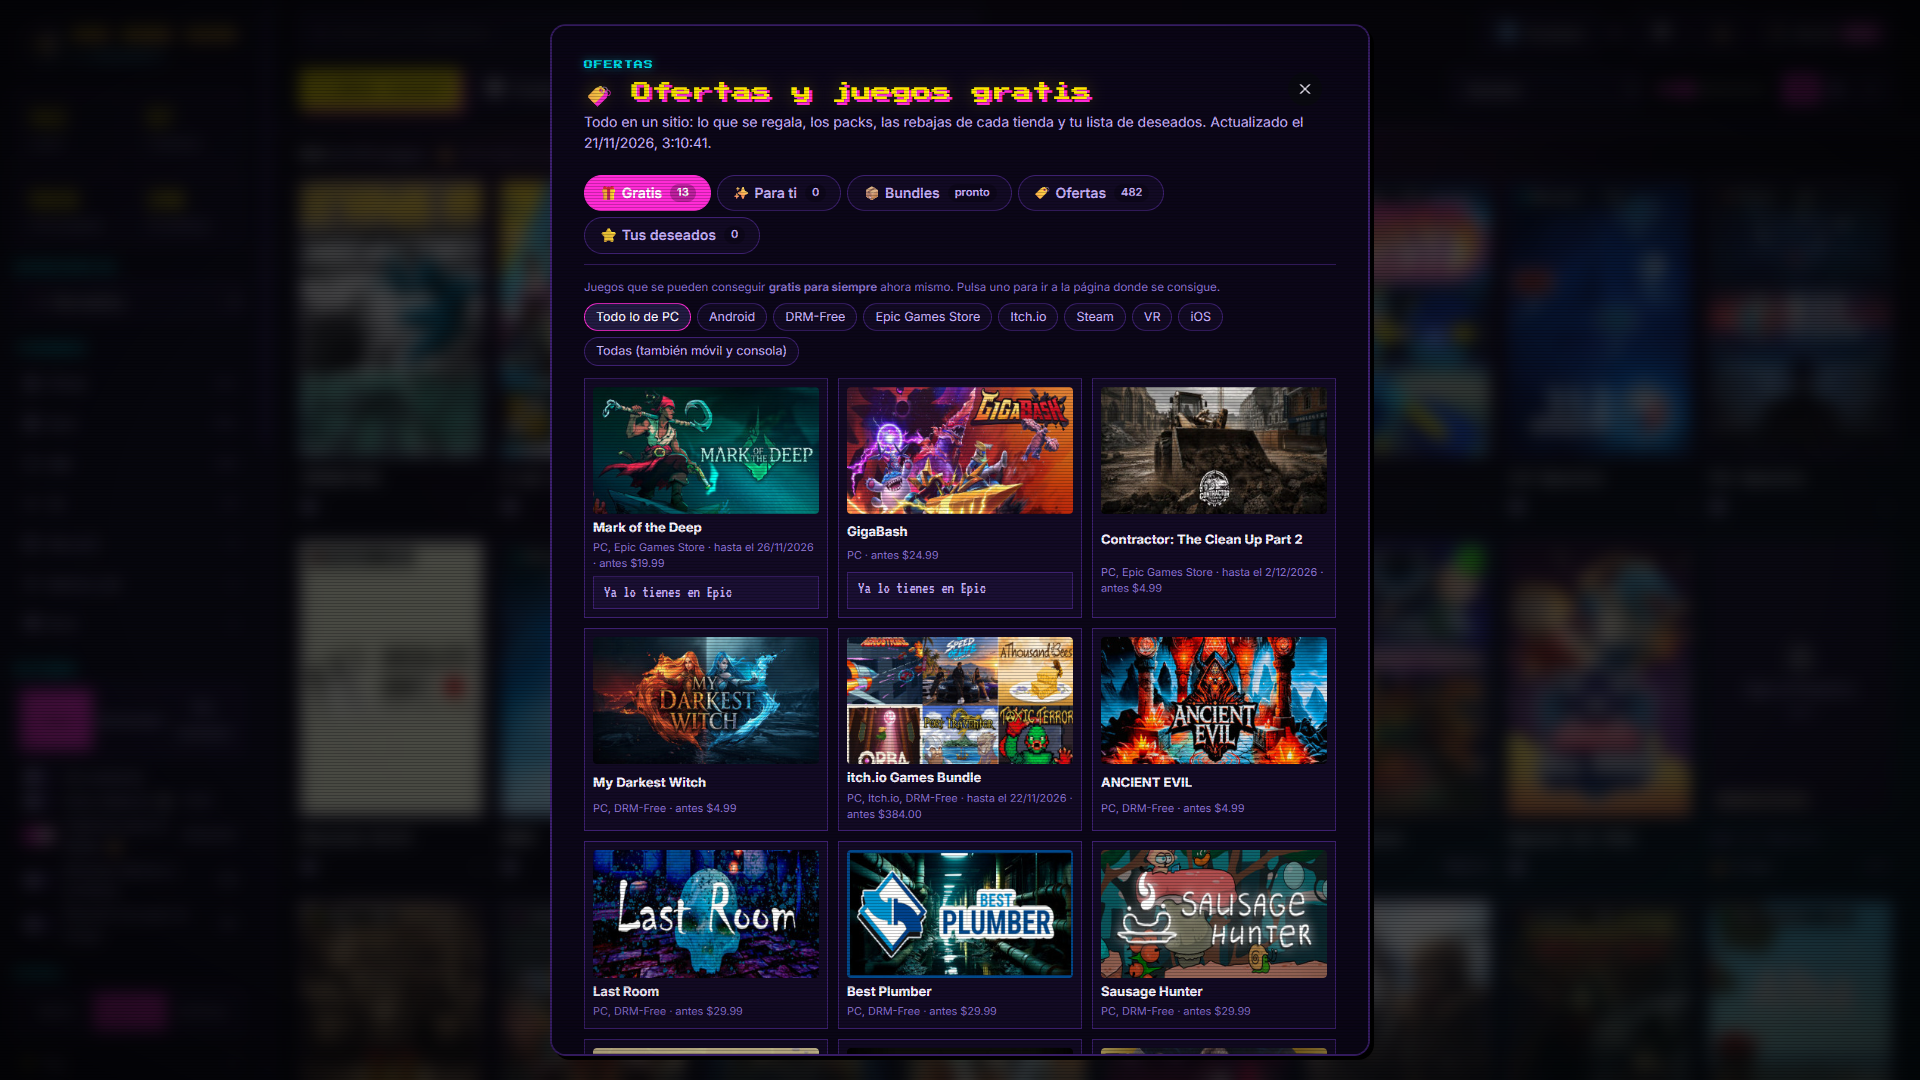 OFERTAS
Ofertas y juegos gratis
Todo en un sitio: lo que se regala, los packs, las rebajas de cada tienda y tu lista de deseados. Actualizado el
21/11/2026, 3:10:41.
Gratis 13 Para ti 0 Bundles pronto Ofertas 482
Tus deseados 0
Juegos que se pueden conseguir gratis para siempre ahora mismo. Pulsa uno para ir a la página donde se consigue.
Todo lo de PC Android DRM-Free Epic Games Store Itch.io Steam VR iOS
Todas (también móvil y consola)
MARK OF THE DEEP
Mark of the Deep
PC, Epic Games Store · hasta el 26/11/2026
· antes $19.99
Ya lo tienes en Epic
GIGABASH
GigaBash
PC · antes $24.99
Ya lo tienes en Epic
CONTRACTOR
Contractor: The Clean Up Part 2
PC, Epic Games Store · hasta el 2/12/2026 ·
antes $4.99
MY
DARKEST
WITCH
My Darkest Witch
PC, DRM-Free · antes $4.99
SPEED
A Thousand Bees
ORBA
TOXIC TERROR
itch.io Games Bundle
PC, Itch.io, DRM-Free · hasta el 22/11/2026 ·
antes $384.00
ANCIENT
EVIL
ANCIENT EVIL
PC, DRM-Free · antes $4.99
Last Room
Last Room
PC, DRM-Free · antes $29.99
BEST
PLUMBER
Best Plumber
PC, DRM-Free · antes $29.99
SAUSAGE
HUNTER
Sausage Hunter
PC, DRM-Free · antes $29.99